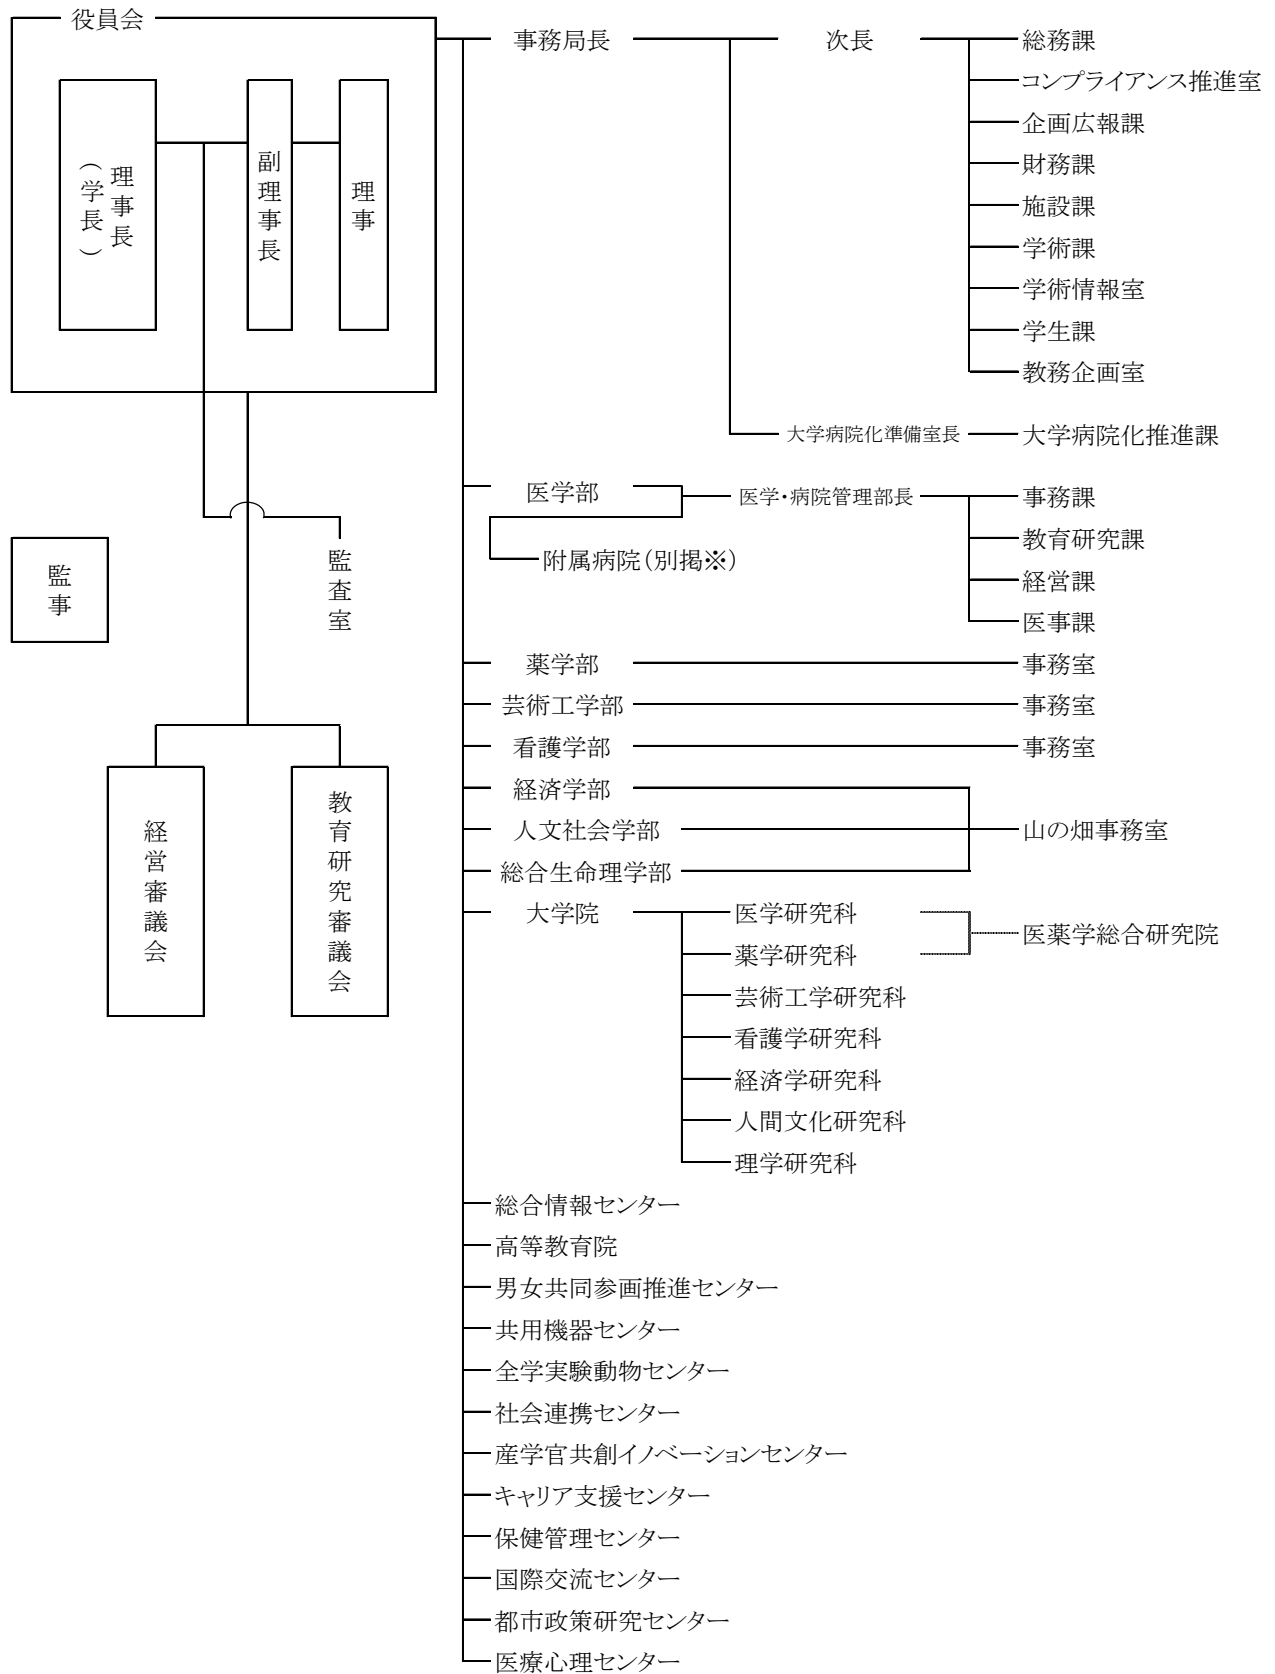 役員会
理事長
(学長)
副理事長
理事
監事
監査室
経営審議会
教育研究審議会
事務局長
次長
総務課
コンプライアンス推進室
企画広報課
財務課
施設課
学術課
学術情報室
学生課
教務企画室
大学病院化準備室長
大学病院化推進課
医学部
附属病院(別掲※)
医学・病院管理部長
事務課
教育研究課
経営課
医事課
薬学部
事務室
芸術工学部
事務室
看護学部
事務室
経済学部
人文社会学部
総合生命理学部
山の畑事務室
大学院
医学研究科
薬学研究科
医薬学総合研究院
芸術工学研究科
看護学研究科
経済学研究科
人間文化研究科
理学研究科
総合情報センター
高等教育院
男女共同参画推進センター
共用機器センター
全学実験動物センター
社会連携センター
産学官共創イノベーションセンター
キャリア支援センター
保健管理センター
国際交流センター
都市政策研究センター
医療心理センター